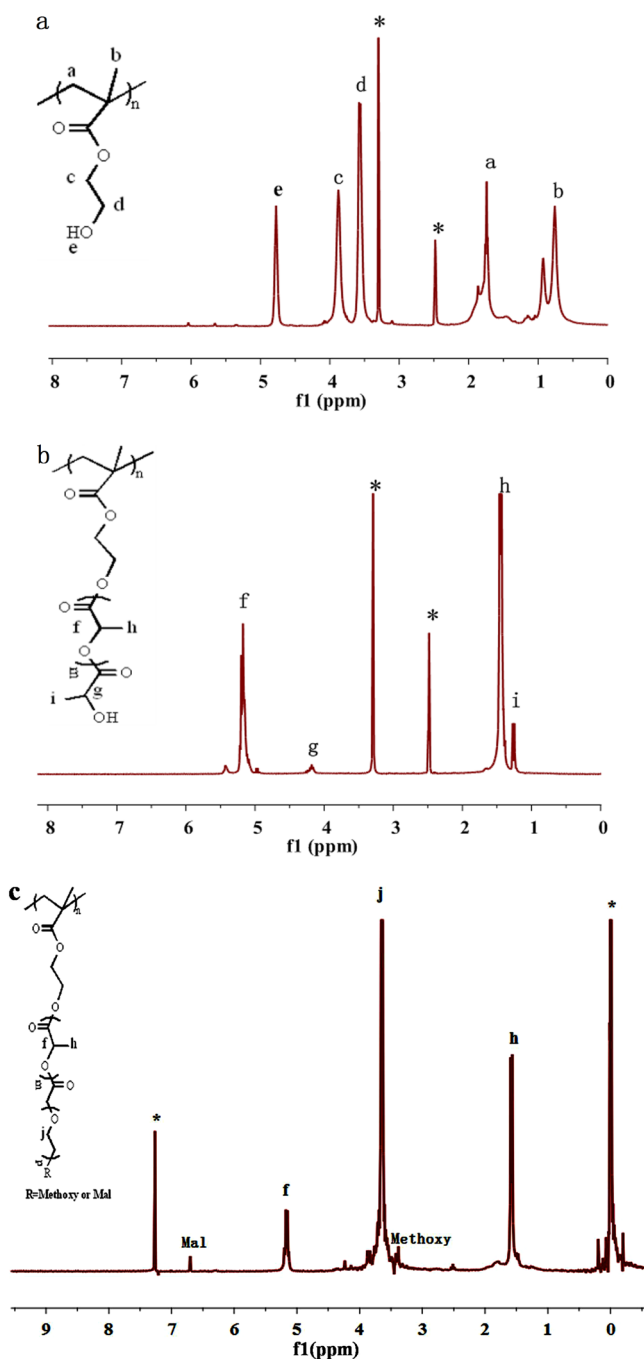 a
a
b
n
O
O
c
d
HO
e
*
d
a
e
c
b
*
8 7 6 5 4 3 2 1 0
f1 (ppm)
b
n
O
O
O
O
f
h
O
m
O
i
g
OH
*
h
f
*
i
g
8 7 6 5 4 3 2 1 0
f1 (ppm)
c
n
O
O
O
O
f
h
O
m
O
O
j
p
R
R=Methoxy or Mal
j
*
h
*
f
Mal
Methoxy
9 8 7 6 5 4 3 2 1 0
f1(ppm)